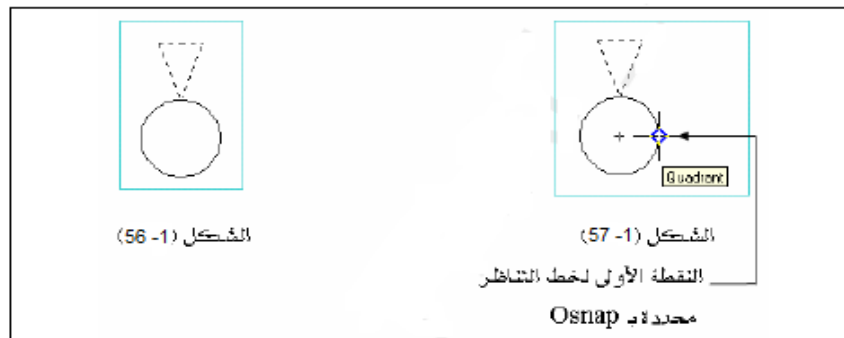 Quadrant
الشكل (1- 57)
الشكل (1- 56)
النقطة الأولى لخط التناظر
محددة بـ Osnap